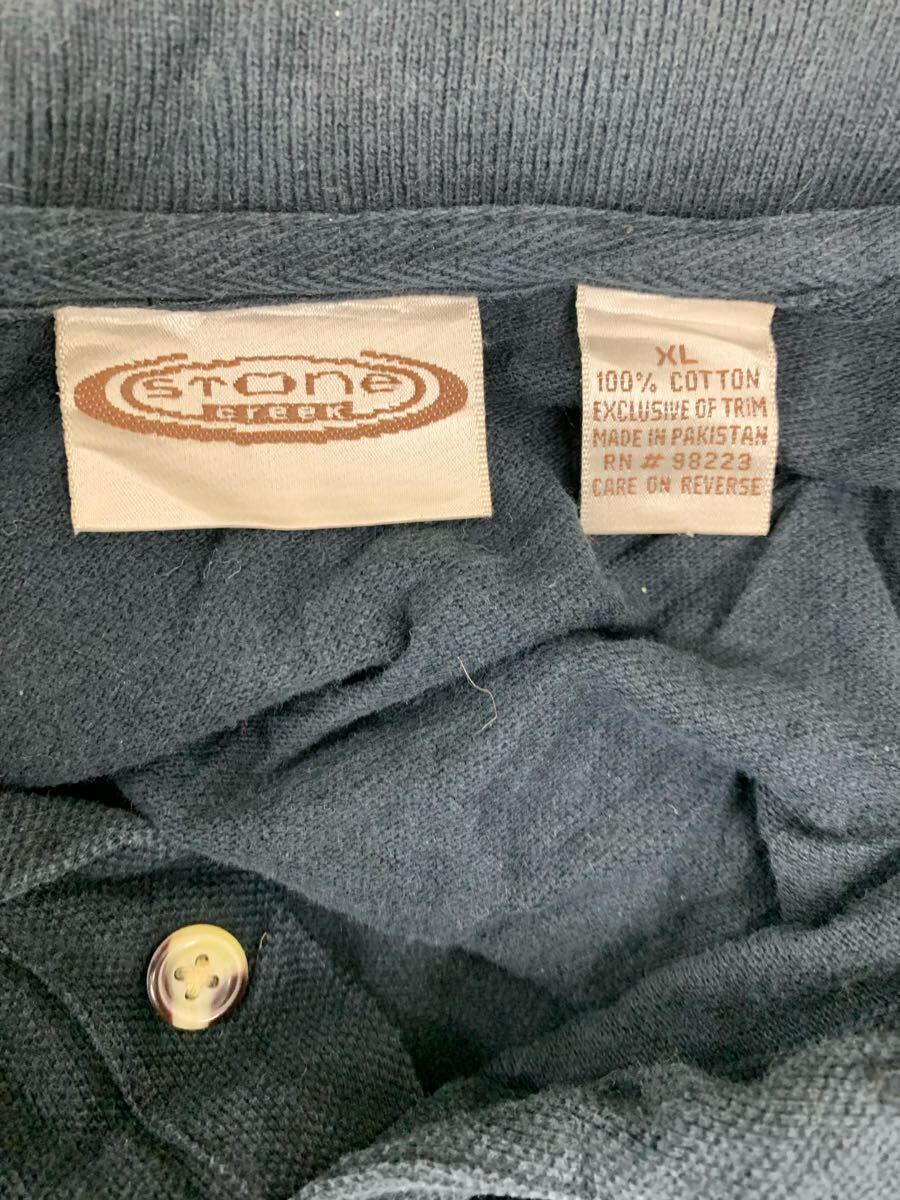 STONE
CREEK
XL
100% COTTON
EXCLUSIVE OF TRIM
MADE IN PAKISTAN
RN # 98223
CARE ON REVERSE